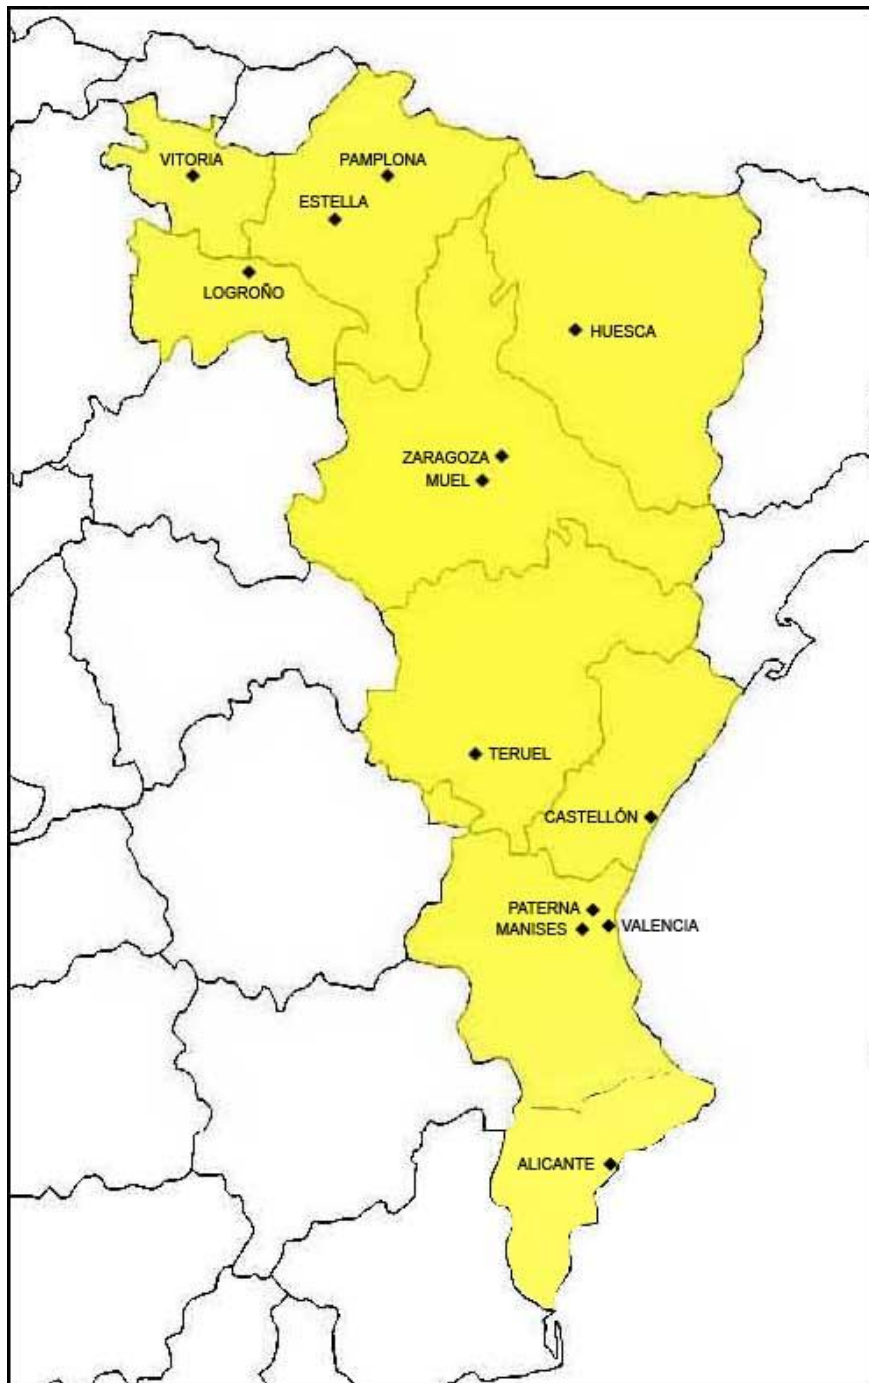 VITORIA
PAMPLONA
ESTELLA
LOGROÑO
HUESCA
ZARAGOZA
MUEL
TERUEL
CASTELLÓN
PATERNA
VALENCIA
MANISES
ALICANTE